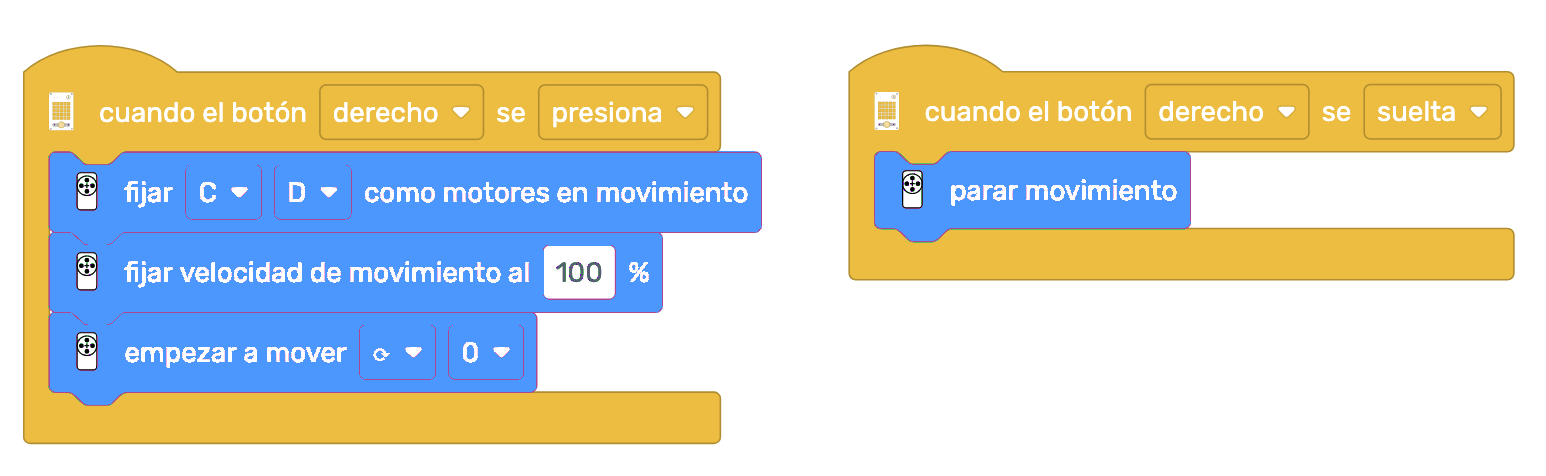 cuando el botón derecho se presiona
fijar C D como motores en movimiento
fijar velocidad de movimiento al 100 %
empezar a mover ⟳ 0
cuando el botón derecho se suelta
parar movimiento